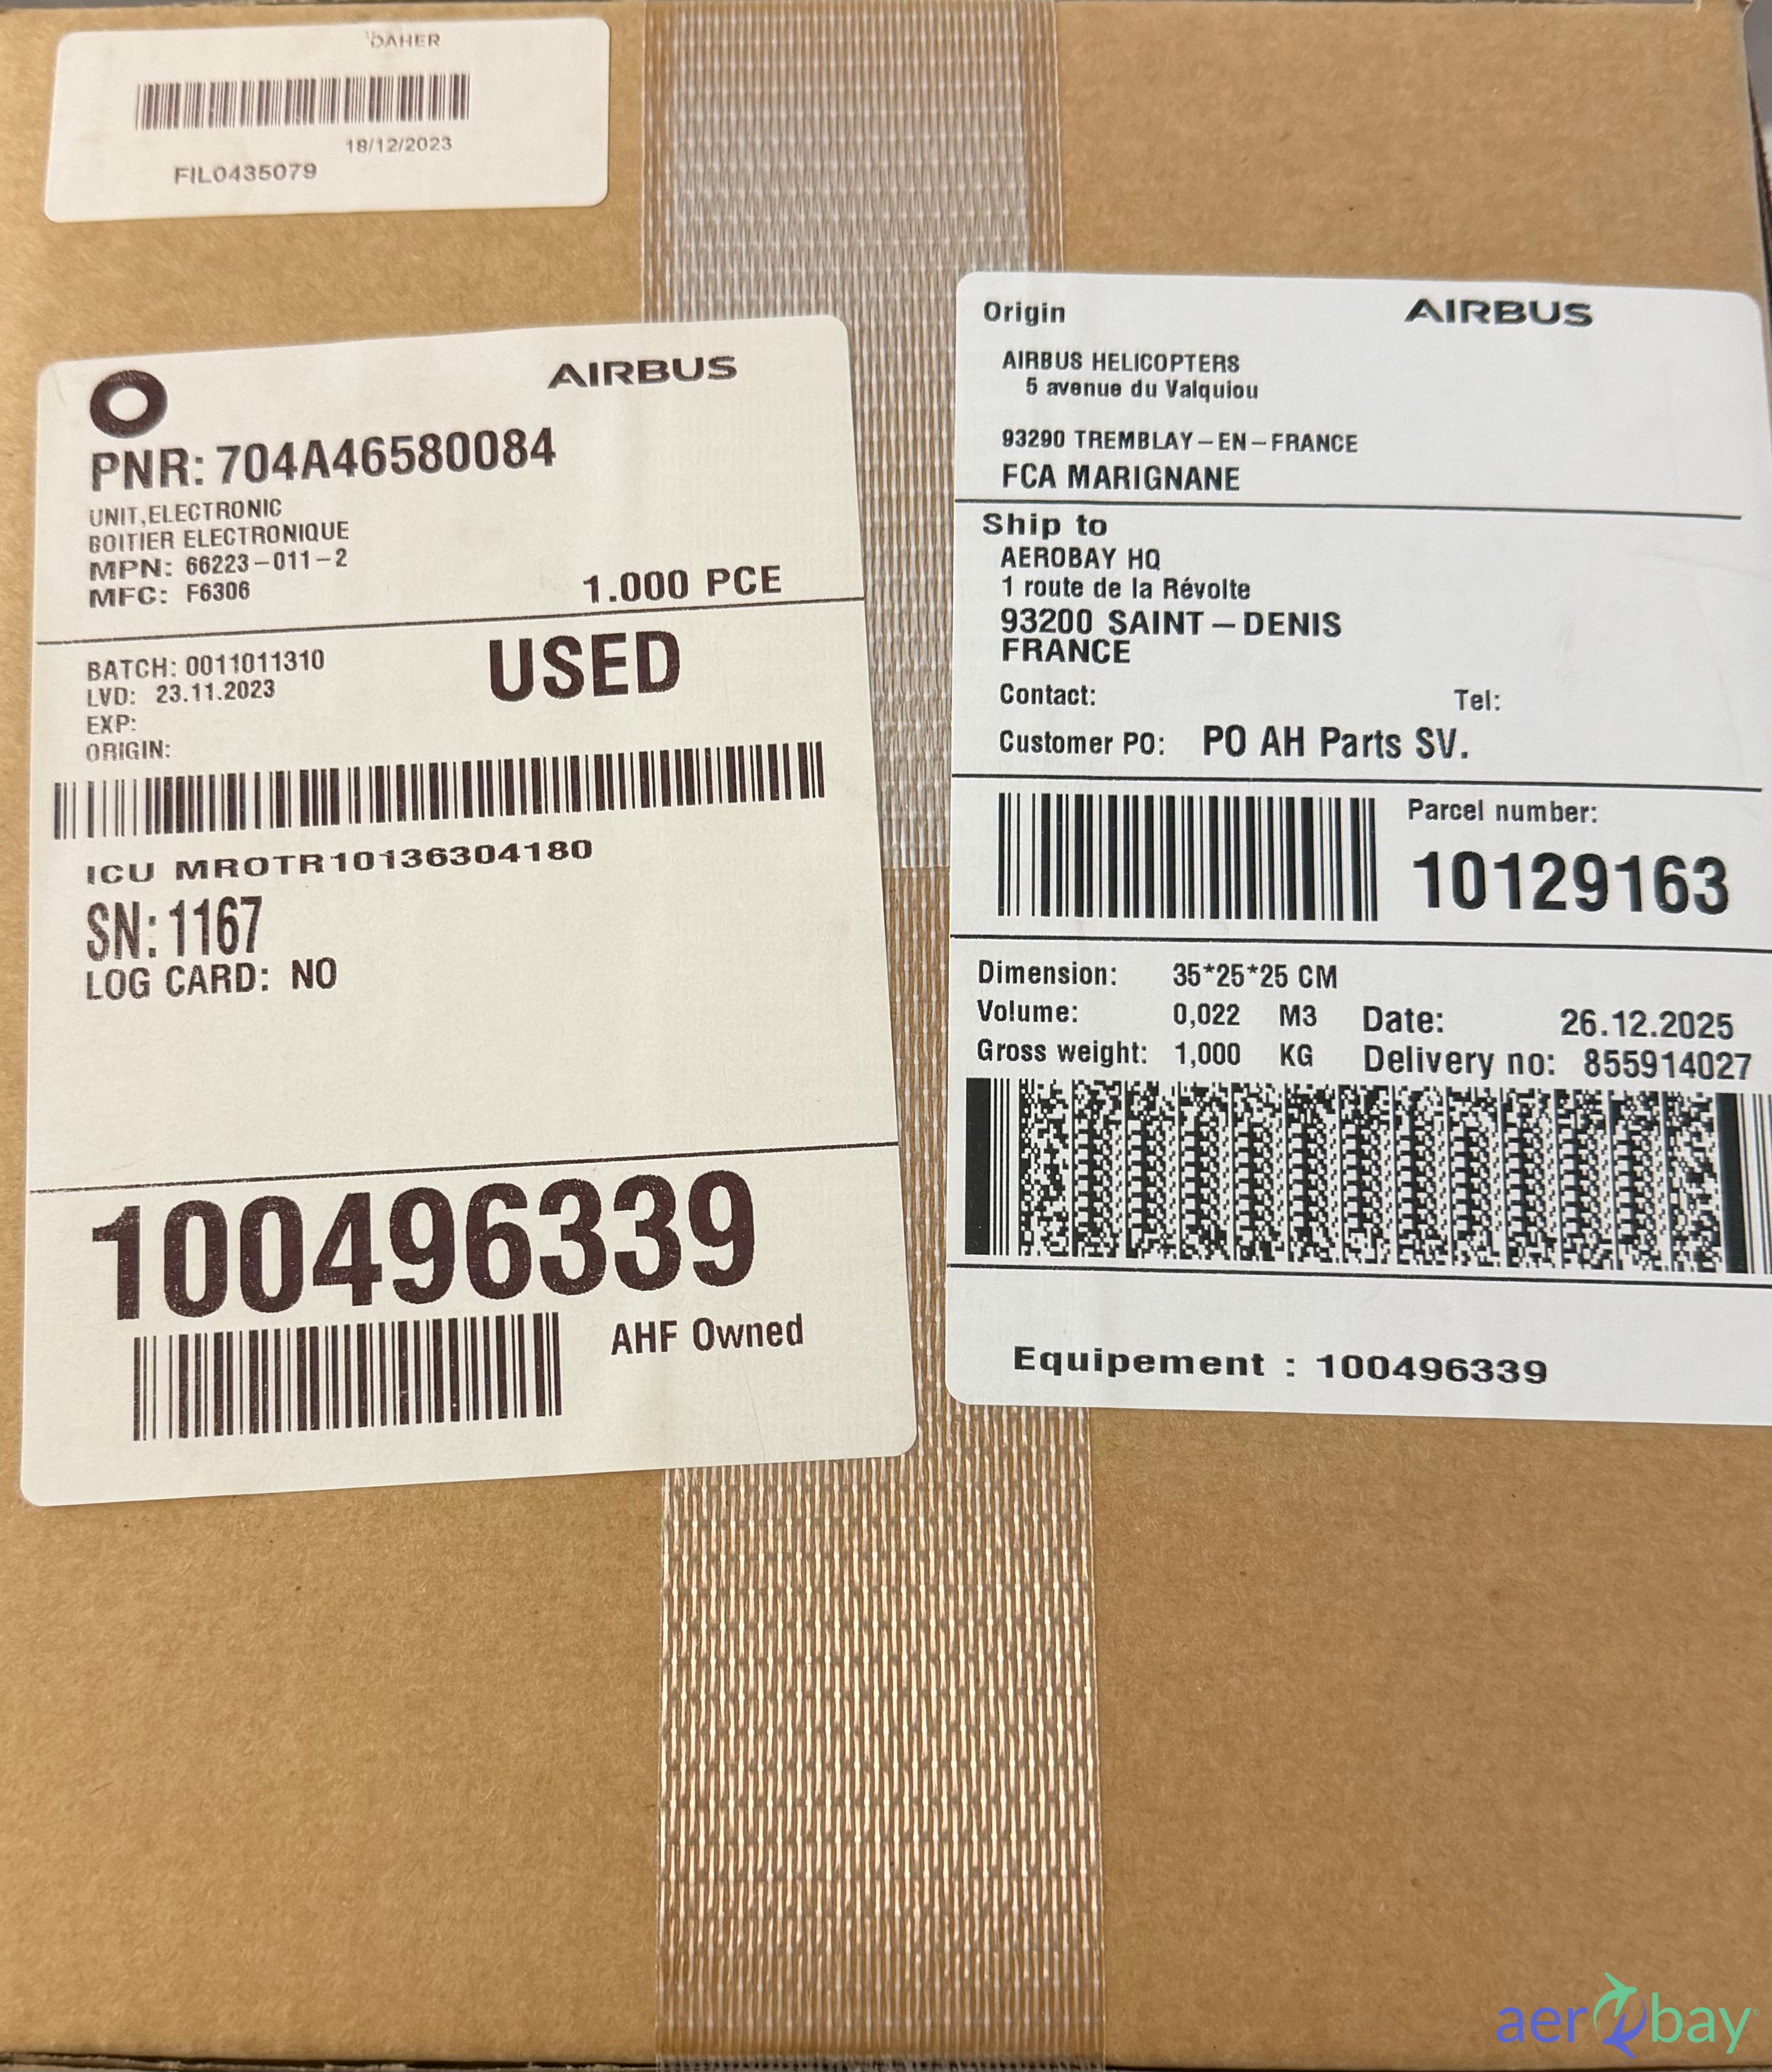 DAHER
18/12/2023
FIL0435079
AIRBUS
PNR: 704A46580084
UNIT,ELECTRONIC
BOITIER ELECTRONIQUE
MPN: 66223-011-2
MFC: F6306
1.000 PCE
BATCH: 0011011310
USED
LVD: 23.11.2023
EXP:
ORIGIN:
ICU MROTR10136304180
SN: 1167
LOG CARD: NO
100496339
AHF Owned
Origin
AIRBUS
AIRBUS HELICOPTERS
5 avenue du Valquiou
93290 TREMBLAY-EN-FRANCE
FCA MARIGNANE
Ship to
AEROBAY HQ
1 route de la Révolte
93200 SAINT-DENIS
FRANCE
Contact: Tel:
Customer PO: PO AH Parts SV.
Parcel number:
10129163
Dimension: 35*25*25 CM
Volume: 0,022 M3 Date: 26.12.2025
Gross weight: 1,000 KG Delivery no: 855914027
Equipement : 100496339
aerobay